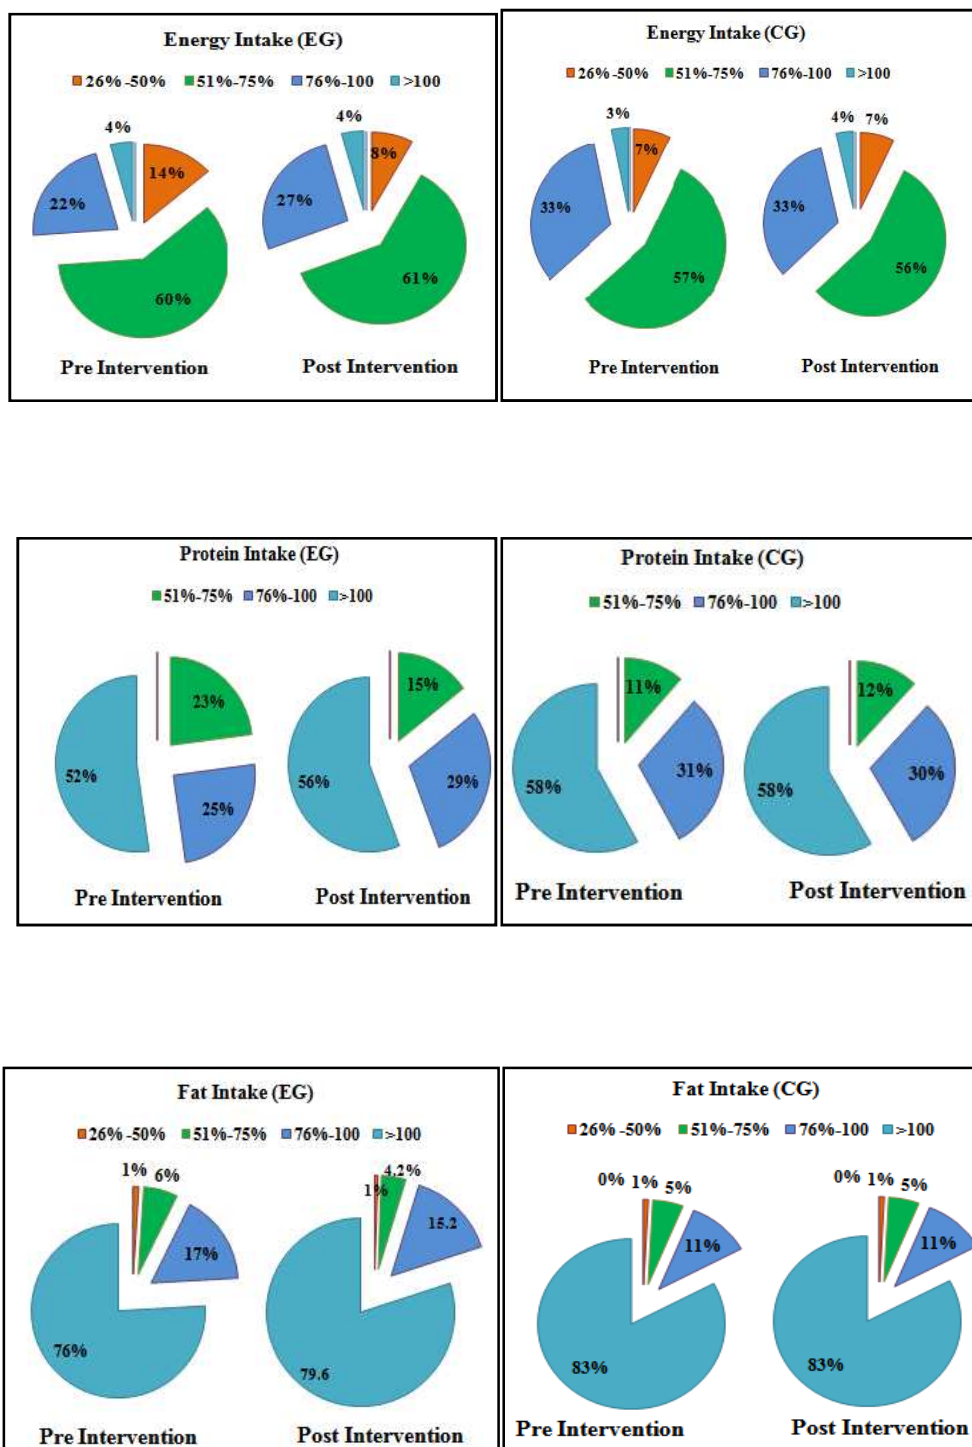 Energy Intake (EG)
26%-50% 51%-75% 76%-100 >100
4% 14% 22% 60%
4% 8% 27% 61%
Pre Intervention Post Intervention
Energy Intake (CG)
26%-50% 51%-75% 76%-100 >100
3% 7% 33% 57%
4% 7% 33% 56%
Pre Intervention Post Intervention
Protein Intake (EG)
51%-75% 76%-100 >100
23% 52% 25%
15% 56% 29%
Pre Intervention Post Intervention
Protein Intake (CG)
51%-75% 76%-100 >100
11% 31% 58%
12% 30% 58%
Pre Intervention Post Intervention
Fat Intake (EG)
26%-50% 51%-75% 76%-100 >100
1% 6% 17% 76%
1% 4.2% 15.2 79.6
Pre Intervention Post Intervention
Fat Intake (CG)
26%-50% 51%-75% 76%-100 >100
0% 1% 5% 11% 83%
0% 1% 5% 11% 83%
Pre Intervention Post Intervention